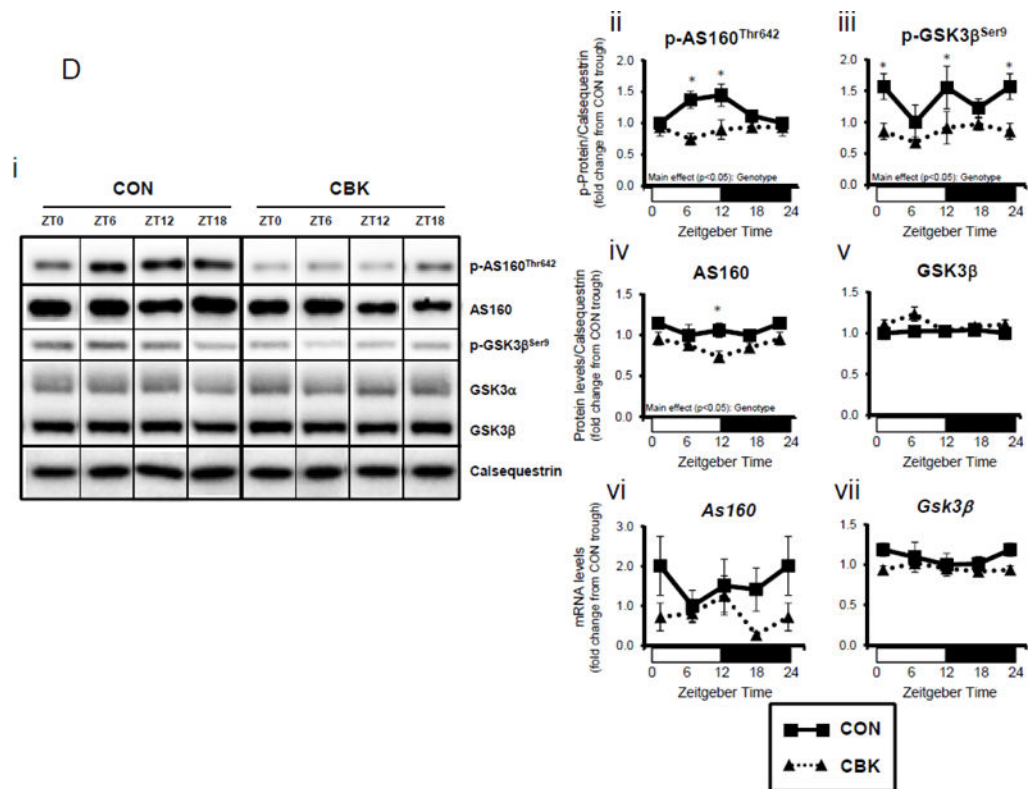 D
i
CON CBK
ZT0 ZT6 ZT12 ZT18 ZT0 ZT6 ZT12 ZT18
p-AS160Thr642
AS160
p-GSK3βSer9
GSK3α
GSK3β
Calsequestrin
ii
p-AS160Thr642
p-Protein/Calsequestrin
(fold change from CON trough)
2.0
1.5
1.0
0.5
0.0
* *
Main effect (p<0.05): Genotype
0 6 12 18 24
Zeitgeber Time
iii
p-GSK3βSer9
2.0
1.5
1.0
0.5
0.0
* * *
Main effect (p<0.05): Genotype
0 6 12 18 24
Zeitgeber Time
iv
AS160
Protein levels/Calsequestrin
(fold change from CON trough)
1.5
1.0
0.5
0.0
*
Main effect (p<0.05): Genotype
0 6 12 18 24
Zeitgeber Time
v
GSK3β
1.5
1.0
0.5
0.0
0 6 12 18 24
Zeitgeber Time
vi
As160
mRNA levels
(fold change from CON trough)
3.0
2.0
1.0
0.0
0 6 12 18 24
Zeitgeber Time
vii
Gsk3β
1.5
1.0
0.5
0.0
0 6 12 18 24
Zeitgeber Time
CON
CBK